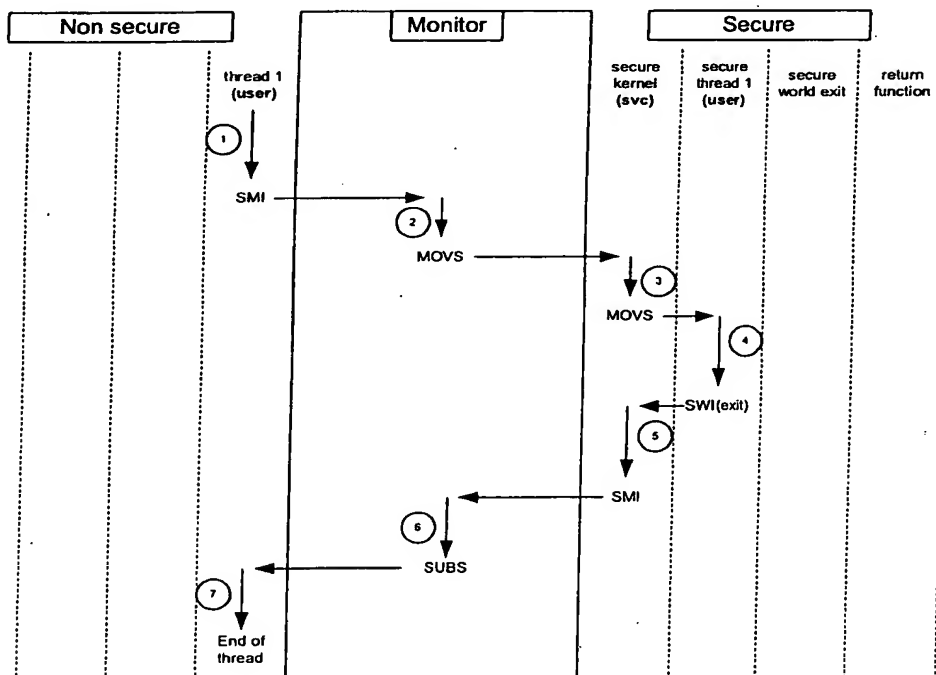 Non secure
Monitor
Secure
thread 1
(user)
secure
kernel
(svc)
secure
thread 1
(user)
secure
world exit
return
function
1
SMI
2
MOVS
3
MOVS
4
SWI(exit)
5
SMI
6
SUBS
7
End of
thread